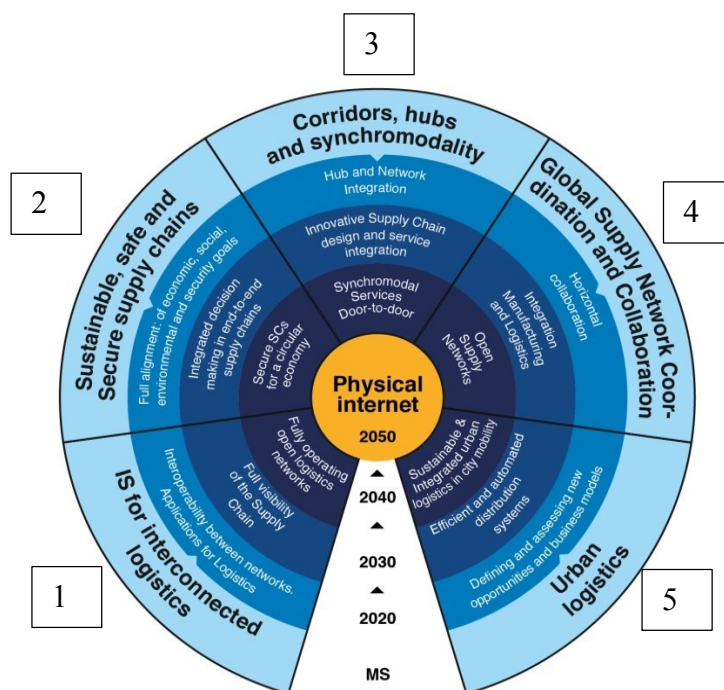 3
2
4
1
5
Sustainable, safe and
Secure supply chains
Full alignment: of economic, social,
environmental and security goals
Integrated decision
making in end-to-end
supply chains
Secure SCs
for a circular
economy
Corridors, hubs
and synchromodality
Hub and Network
Integration
Innovative Supply Chain
design and service
integration
Synchromodal
Services
Door-to-door
Global Supply Network Coor-
dination and Collaboration
Horizontal
collaboration
Integration
Manufacturing
and Logistics
Open
Supply
Networks
Physical
internet
2050
2040
2030
2020
MS
IS for interconnected
logistics
Interoperability between networks.
Applications for Logistics
Full visibility
of the Supply
Chain
Fully operating
open logistics
networks
Sustainable &
Integrated urban
logistics in city mobility
Efficient and automated
distribution
systems
Defining and assessing new
opportunities and business models
Urban
logistics